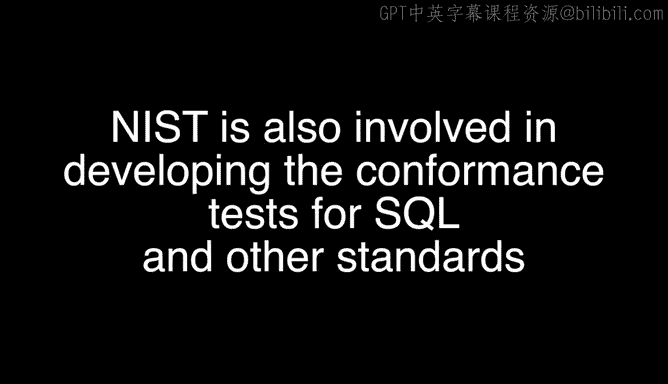 GPT中英字幕课程资源@bilibili.com
NIST is also involved in
developing the conformance
tests for SQL
and other standards